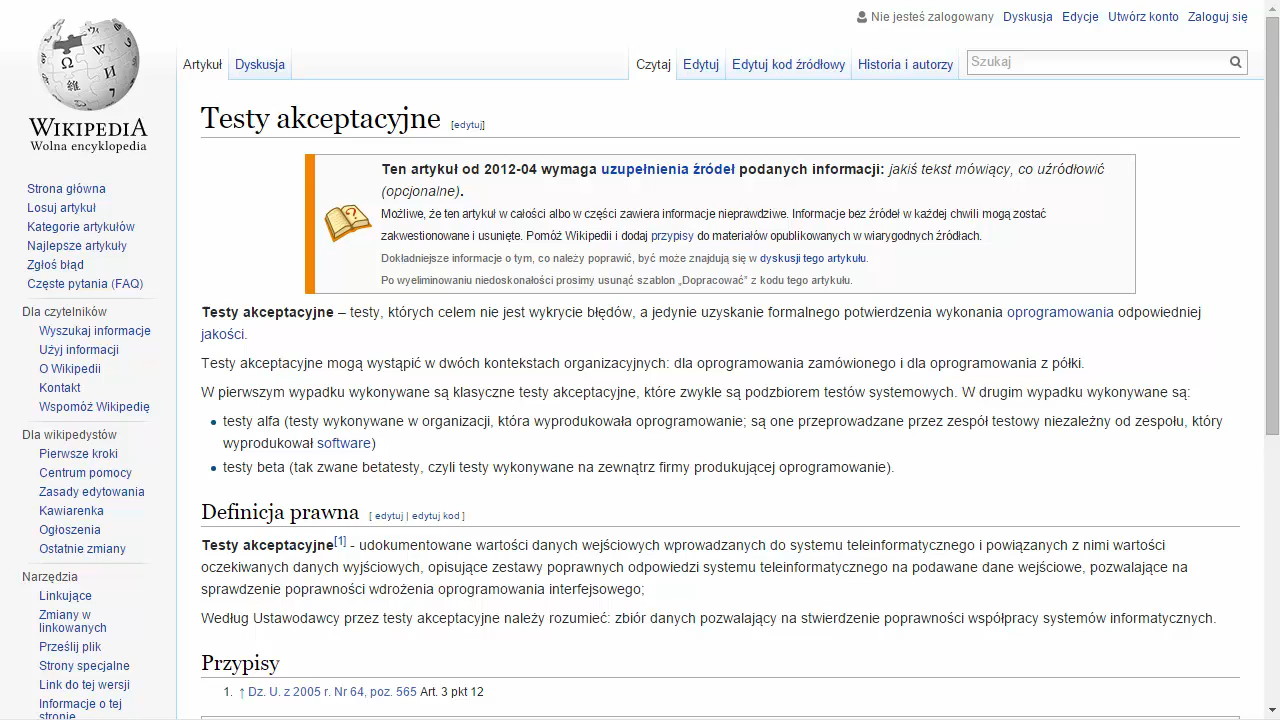 Nie jesteś zalogowany Dyskusja Edycje Utwórz konto Zaloguj się
Artykuł Dyskusja Czytaj Edytuj Edytuj kod źródłowy Historia i autorzy Szukaj
WIKIPEDIA
Wolna encyklopedia
Strona główna
Losuj artykuł
Kategorie artykułów
Najlepsze artykuły
Zgłoś błąd
Częste pytania (FAQ)
Dla czytelników
Wyszukaj informacje
Użyj informacji
O Wikipedii
Kontakt
Wspomóż Wikipedię
Dla wikipedystów
Pierwsze kroki
Centrum pomocy
Zasady edytowania
Kawiarenka
Ogłoszenia
Ostatnie zmiany
Narzędzia
Linkujące
Zmiany w
linkowanych
Prześlij plik
Strony specjalne
Link do tej wersji
Informacje o tej
stronie
Testy akceptacyjne [edytuj]
Ten artykuł od 2012-04 wymaga uzupełnienia źródeł podanych informacji: jakiś tekst mówiący, co uźródłowić
(opcjonalne).
Możliwe, że ten artykuł w całości albo w części zawiera informacje nieprawdziwe. Informacje bez źródeł w każdej chwili mogą zostać
zakwestionowane i usunięte. Pomóż Wikipedii i dodaj przypisy do materiałów opublikowanych w wiarygodnych źródłach.
Dokładniejsze informacje o tym, co należy poprawić, być może znajdują się w dyskusji tego artykułu.
Po wyeliminowaniu niedoskonałości prosimy usunąć szablon „Dopracować” z kodu tego artykułu.
Testy akceptacyjne – testy, których celem nie jest wykrycie błędów, a jedynie uzyskanie formalnego potwierdzenia wykonania oprogramowania odpowiedniej
jakości.
Testy akceptacyjne mogą wystąpić w dwóch kontekstach organizacyjnych: dla oprogramowania zamówionego i dla oprogramowania z półki.
W pierwszym wypadku wykonywane są klasyczne testy akceptacyjne, które zwykle są podzbiorem testów systemowych. W drugim wypadku wykonywane są:
• testy alfa (testy wykonywane w organizacji, która wyprodukowała oprogramowanie; są one przeprowadzane przez zespół testowy niezależny od zespołu, który
wyprodukował software)
• testy beta (tak zwane betatesty, czyli testy wykonywane na zewnątrz firmy produkującej oprogramowanie).
Definicja prawna [ edytuj | edytuj kod ]
Testy akceptacyjne[1] - udokumentowane wartości danych wejściowych wprowadzanych do systemu teleinformatycznego i powiązanych z nimi wartości
oczekiwanych danych wyjściowych, opisujące zestawy poprawnych odpowiedzi systemu teleinformatycznego na podawane dane wejściowe, pozwalające na
sprawdzenie poprawności wdrożenia oprogramowania interfejsowego;
Według Ustawodawcy przez testy akceptacyjne należy rozumieć: zbiór danych pozwalający na stwierdzenie poprawności współpracy systemów informatycznych.
Przypisy
1. ↑ Dz. U. z 2005 r. Nr 64, poz. 565 Art. 3 pkt 12